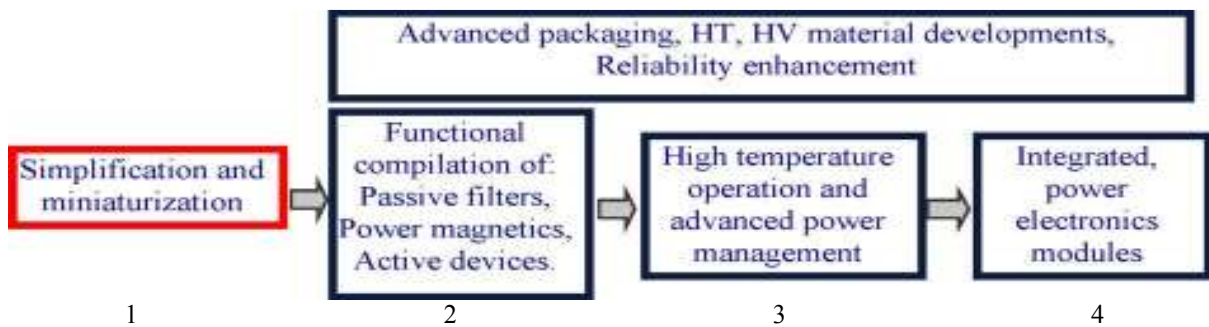 Advanced packaging, HT, HV material developments,
Reliability enhancement
Simplification and
miniaturization
Functional
compilation of:
Passive filters,
Power magnetics,
Active devices.
High temperature
operation and
advanced power
management
Integrated,
power
electronics
modules
1
2
3
4